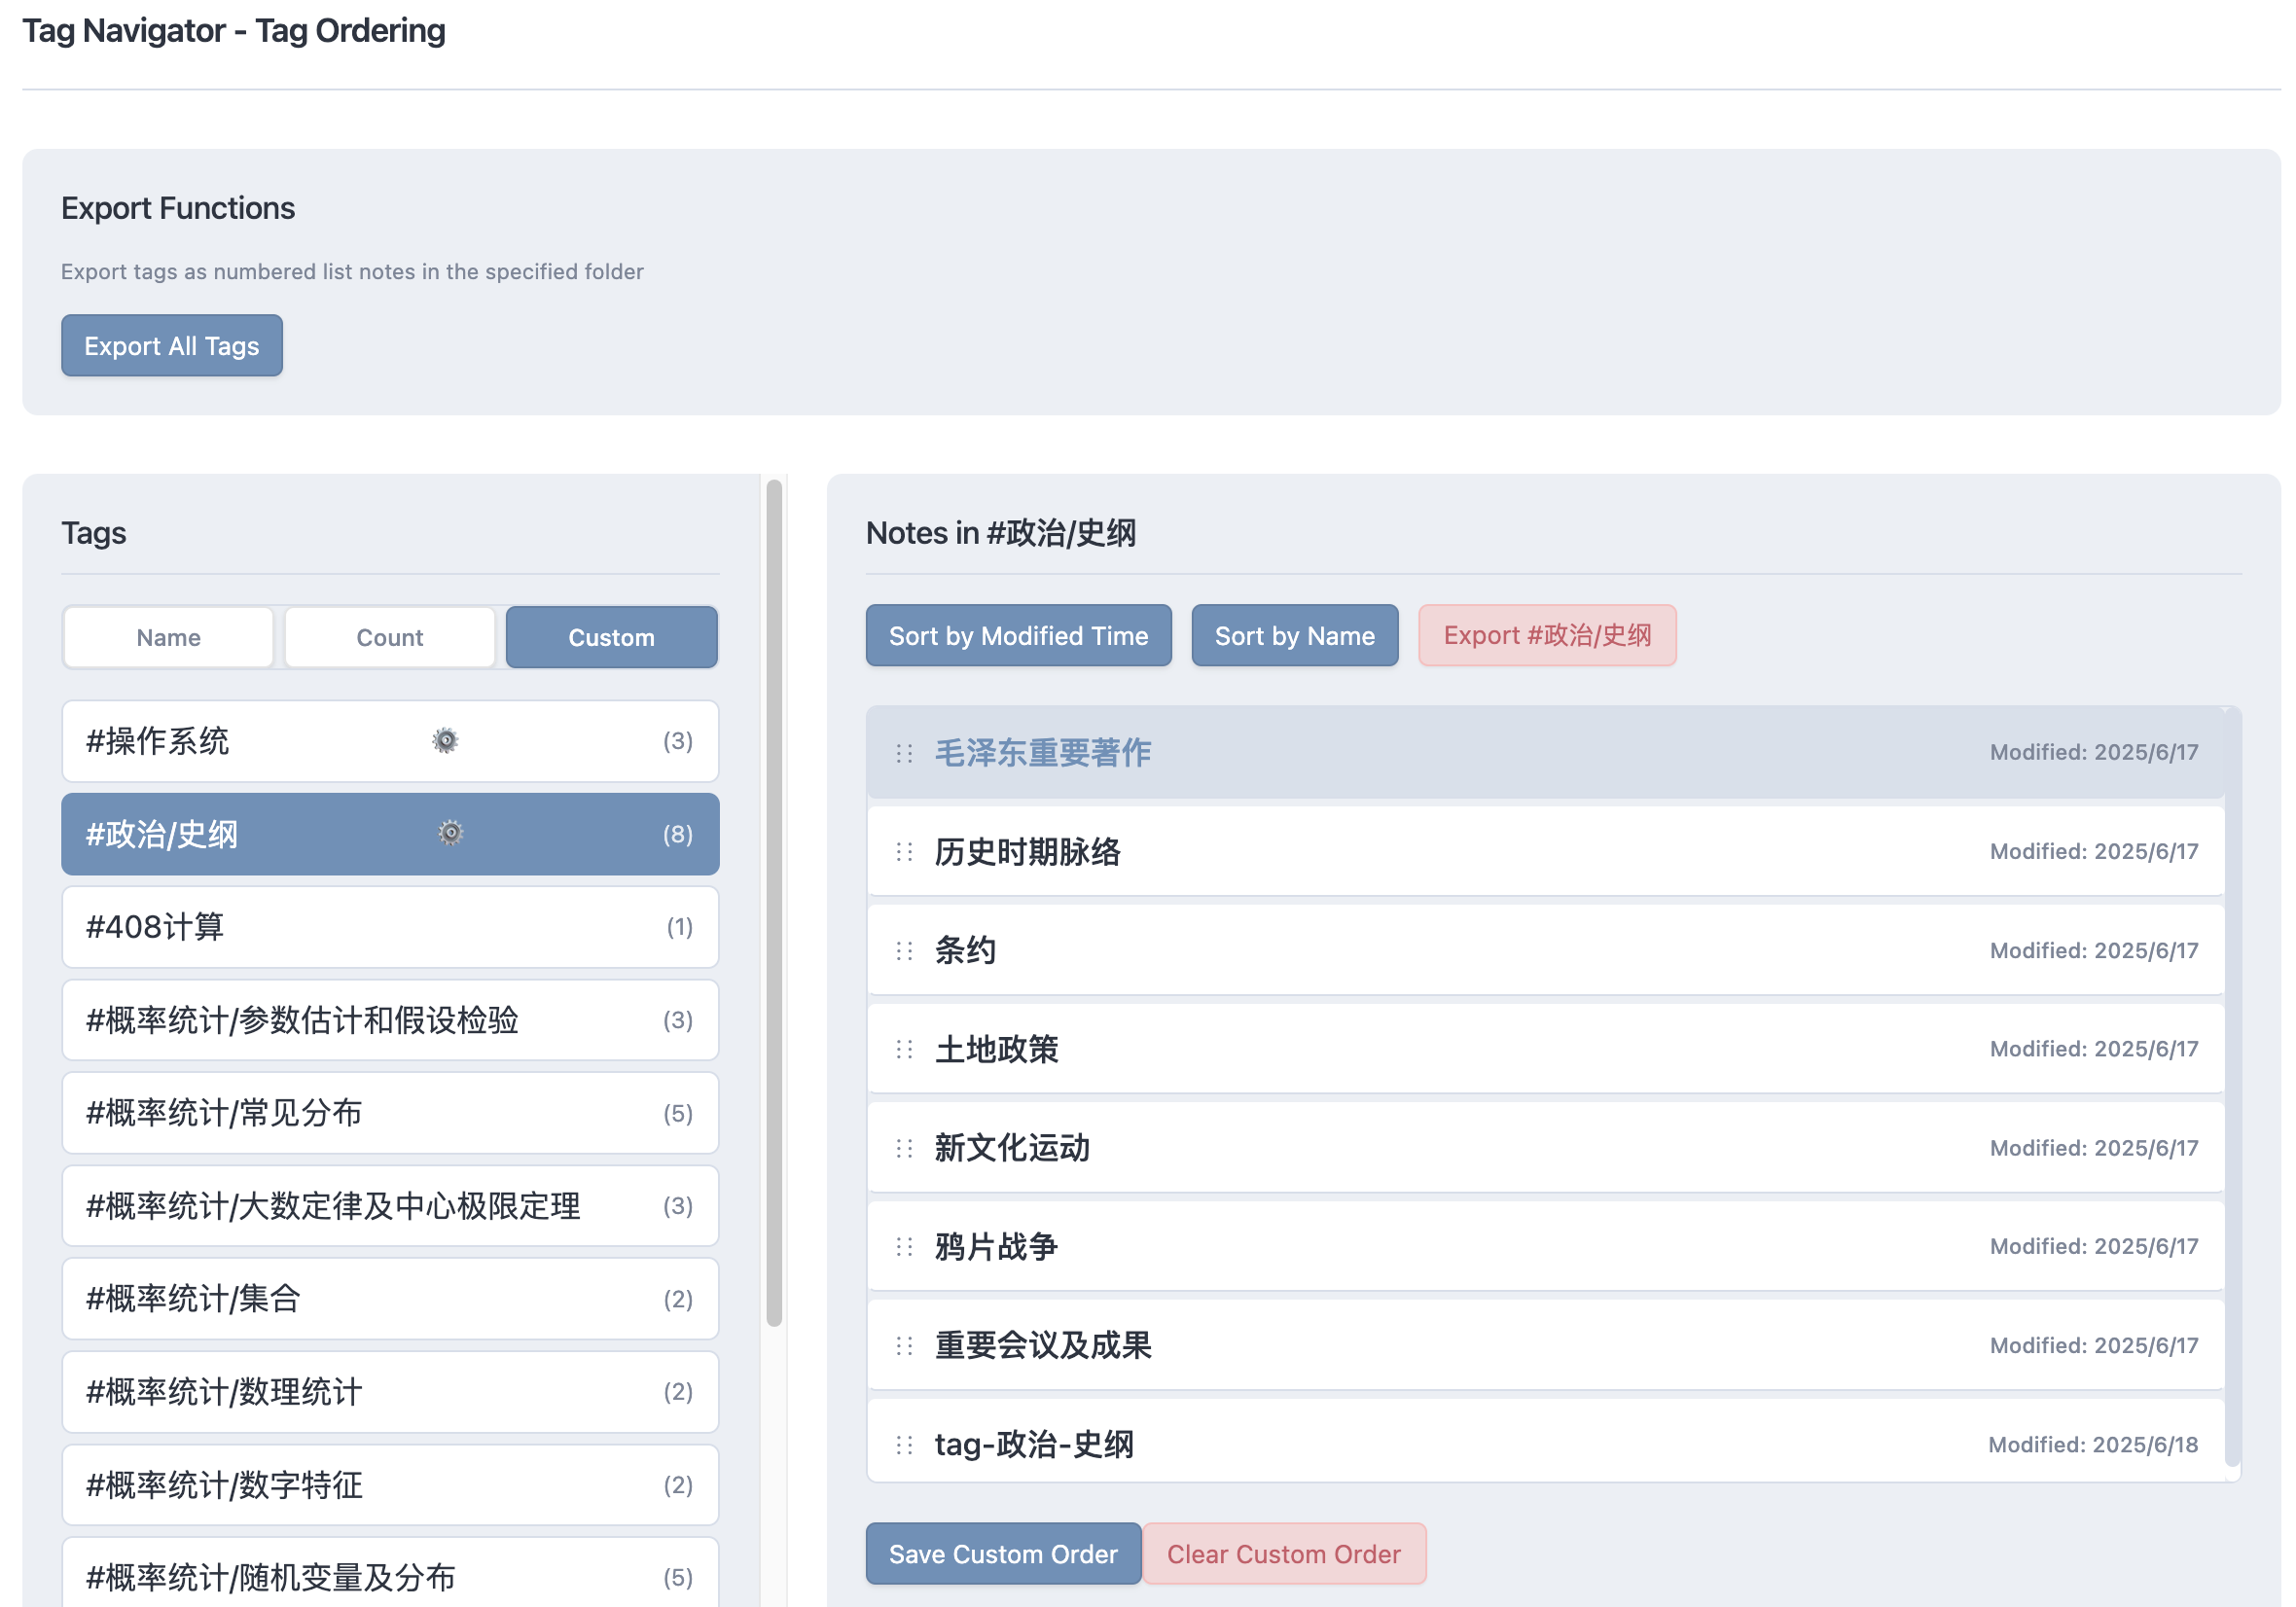 Tag Navigator - Tag Ordering
Export Functions
Export tags as numbered list notes in the specified folder
Export All Tags
Tags
Name Count Custom
#操作系统 (3)
#政治/史纲 (8)
#408计算 (1)
#概率统计/参数估计和假设检验 (3)
#概率统计/常见分布 (5)
#概率统计/大数定律及中心极限定理 (3)
#概率统计/集合 (2)
#概率统计/数理统计 (2)
#概率统计/数字特征 (2)
#概率统计/随机变量及分布 (5)
Notes in #政治/史纲
Sort by Modified Time Sort by Name Export #政治/史纲
毛泽东重要著作 Modified: 2025/6/17
历史时期脉络 Modified: 2025/6/17
条约 Modified: 2025/6/17
土地政策 Modified: 2025/6/17
新文化运动 Modified: 2025/6/17
鸦片战争 Modified: 2025/6/17
重要会议及成果 Modified: 2025/6/17
tag-政治-史纲 Modified: 2025/6/18
Save Custom Order Clear Custom Order